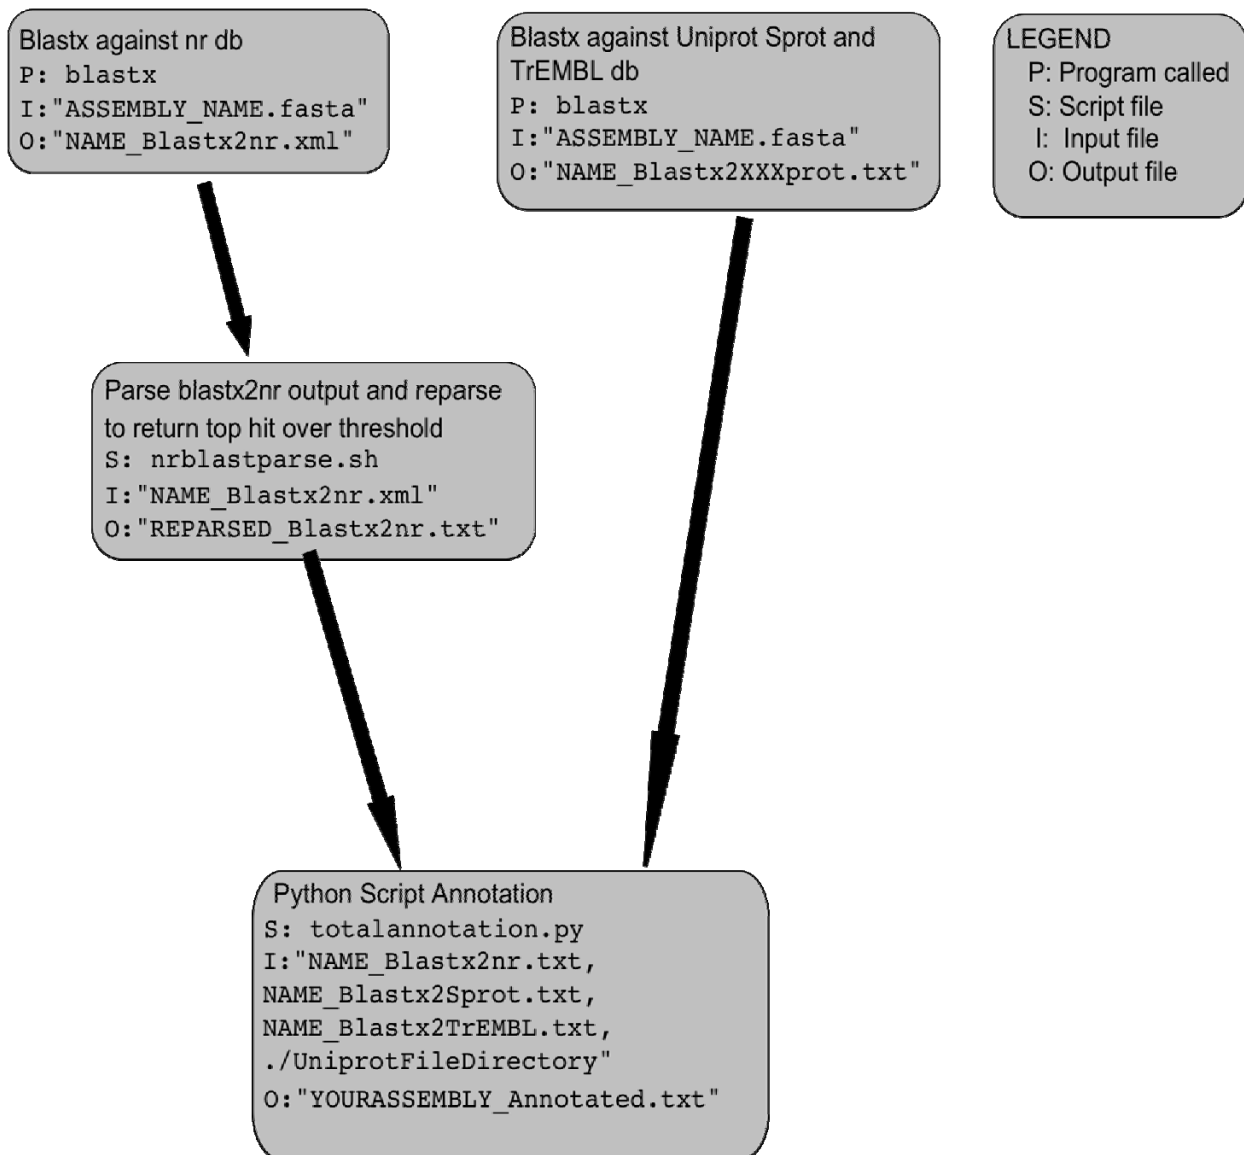 Blastx against nr db
P: blastx
I:"ASSEMBLY_NAME.fasta"
O:"NAME_Blastx2nr.xml"
Blastx against Uniprot Sprot and
TrEMBL db
P: blastx
I:"ASSEMBLY_NAME.fasta"
O:"NAME_Blastx2XXXprot.txt"
LEGEND
P: Program called
S: Script file
I: Input file
O: Output file
Parse blastx2nr output and reparse
to return top hit over threshold
S: nrblastparse.sh
I:"NAME_Blastx2nr.xml"
O:"REPARSED_Blastx2nr.txt"
Python Script Annotation
S: totalannotation.py
I:"NAME_Blastx2nr.txt,
NAME_Blastx2Sprot.txt,
NAME_Blastx2TrEMBL.txt,
./UniprotFileDirectory"
O:"YOURASSEMBLY_Annotated.txt"